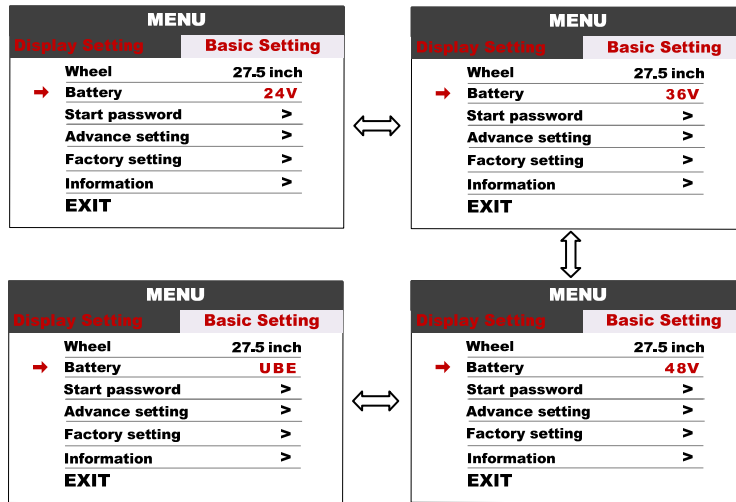 MENU
Display Setting Basic Setting
Wheel 27.5 inch
Battery 24V
Start password >
Advance setting >
Factory setting >
Information >
EXIT
MENU
Display Setting Basic Setting
Wheel 27.5 inch
Battery 36V
Start password >
Advance setting >
Factory setting >
Information >
EXIT
MENU
Display Setting Basic Setting
Wheel 27.5 inch
Battery UBE
Start password >
Advance setting >
Factory setting >
Information >
EXIT
MENU
Display Setting Basic Setting
Wheel 27.5 inch
Battery 48V
Start password >
Advance setting >
Factory setting >
Information >
EXIT